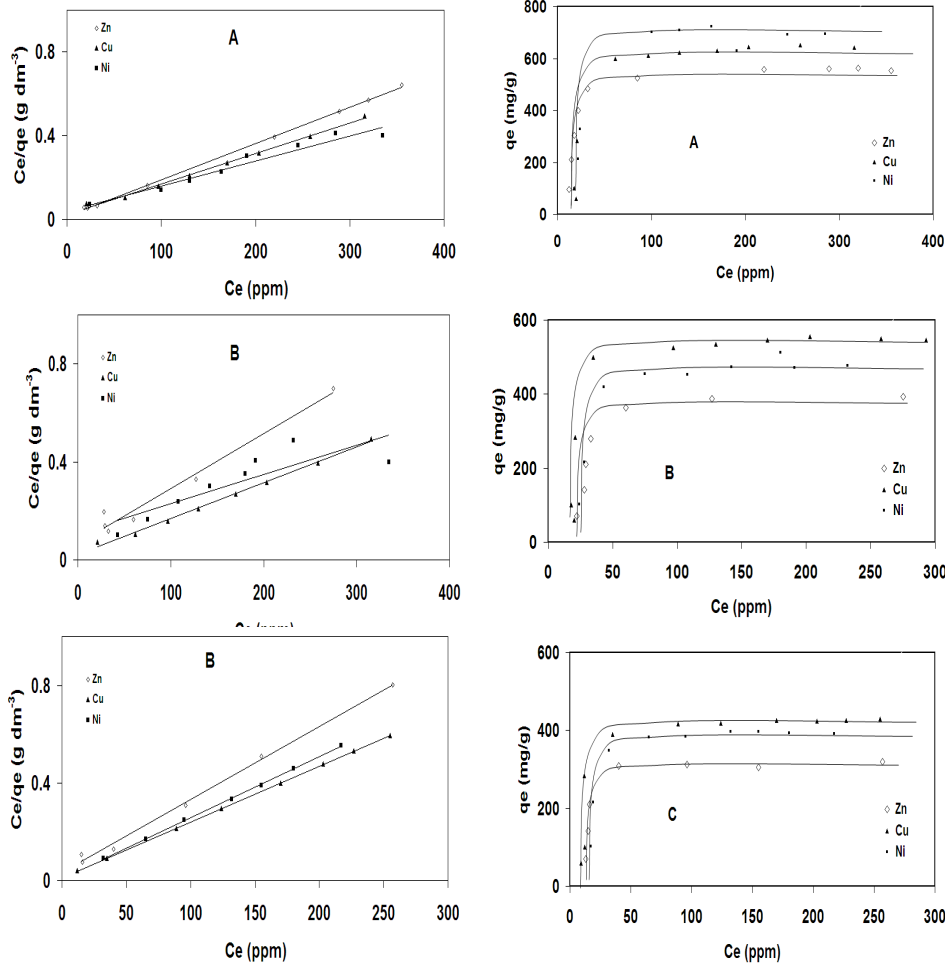 Ce/qe (g dm-3)
0.8
0.4
0
0 100 200 300 400
Zn
Cu
Ni
A
Ce (ppm)
qe (mg/g)
800
600
400
200
0
0 100 200 300 400
A
Zn
Cu
Ni
Ce (ppm)
Ce/qe (g dm-3)
0.8
0.4
0
0 100 200 300 400
Zn
Cu
Ni
B
Ce (ppm)
qe (mg/g)
600
400
200
0
0 50 100 150 200 250 300
B
Zn
Cu
Ni
Ce (ppm)
Ce/qe (g dm-3)
0.8
0.4
0
0 50 100 150 200 250 300
Zn
Cu
Ni
B
Ce (ppm)
qe (mg/g)
600
400
200
0
0 50 100 150 200 250 300
C
Zn
Cu
Ni
Ce (ppm)